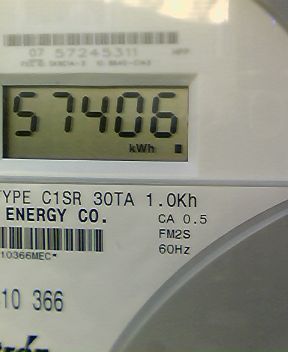 07 57245311
57406
kWh
TYPE C1SR 30TA 1.0Kh
ENERGY CO.
CA 0.5
FM2S
60Hz
10366MEC*
10 366